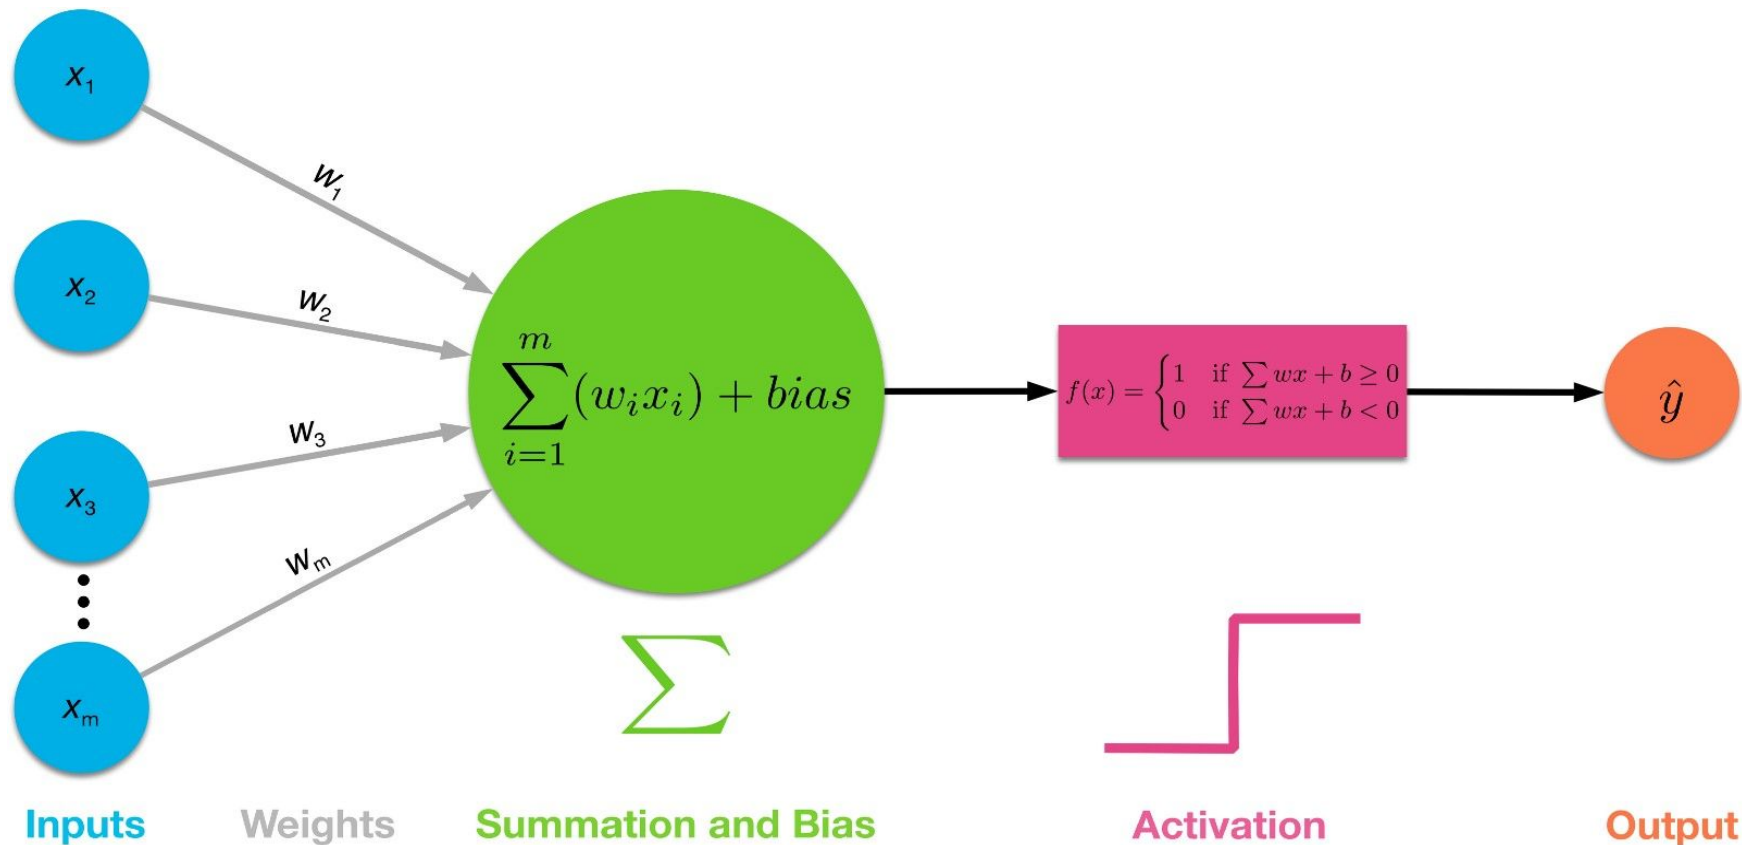 x₁
x₂
x₃
xₘ
w₁
w₂
w₃
wₘ
m
∑(wᵢxᵢ) + bias
i=1
f(x) = {1 if ∑ wx + b ≥ 0
0 if ∑ wx + b < 0
ŷ
∑
Inputs Weights Summation and Bias Activation Output